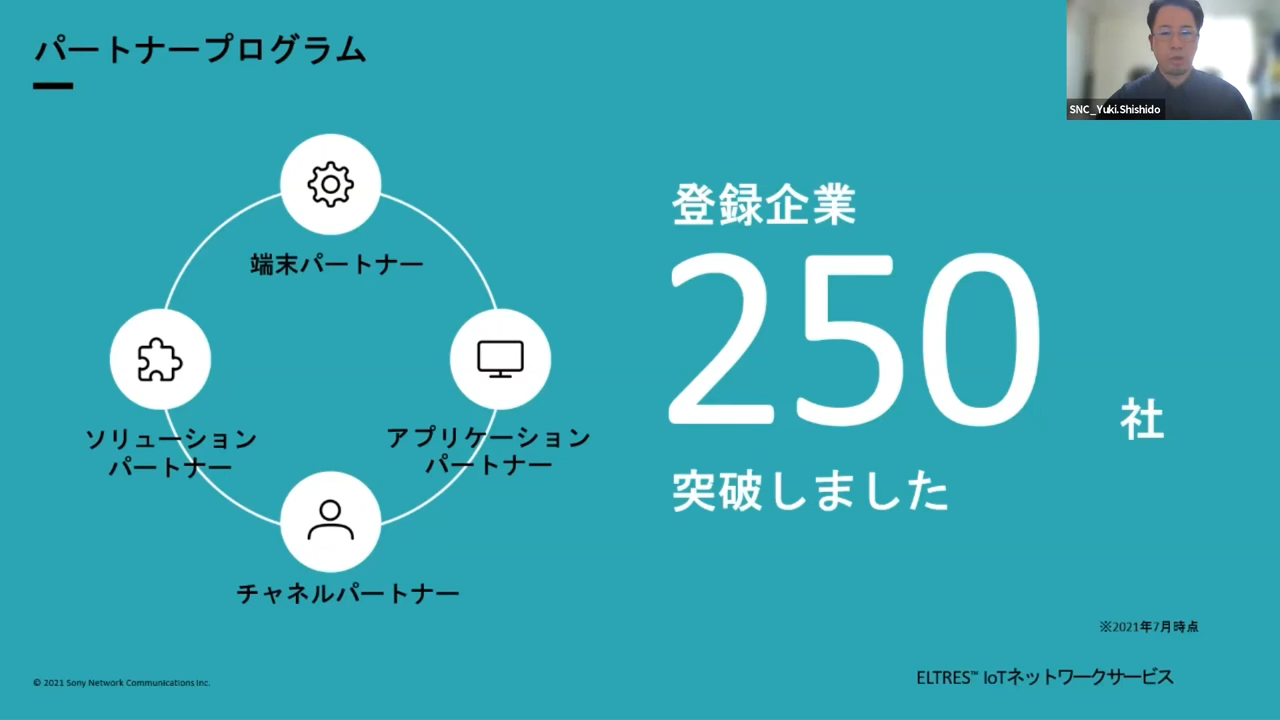 パートナープログラム
SNC_Yuki.Shishido
端末パートナー
ソリューション
パートナー
アプリケーション
パートナー
チャネルパートナー
登録企業
250
社
突破しました
※2021年7月時点
© 2021 Sony Network Communications Inc.
ELTRES™ IoTネットワークサービス